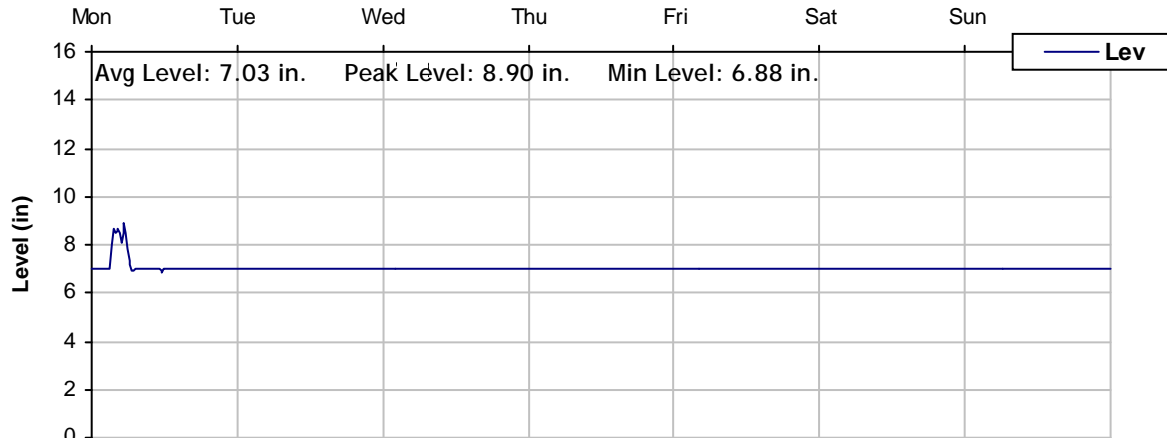 Mon Tue Wed Thu Fri Sat Sun
Lev
Avg Level: 7.03 in. Peak Level: 8.90 in. Min Level: 6.88 in.
16
14
12
10
8
6
4
2
0
Level (in)